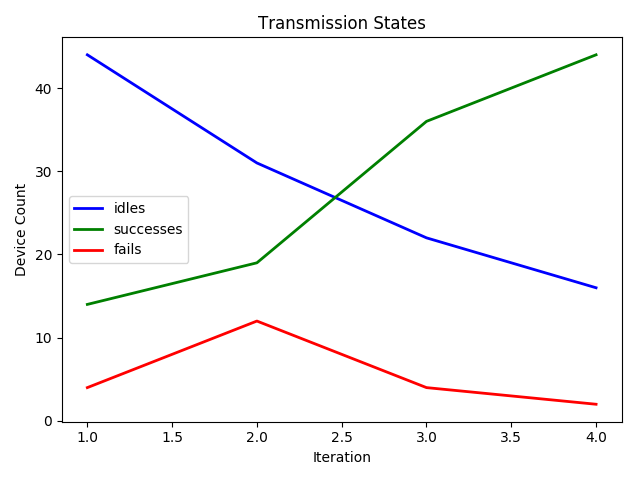 Transmission States
Device Count
40
30
20
10
0
idles
successes
fails
1.0 1.5 2.0 2.5 3.0 3.5 4.0
Iteration